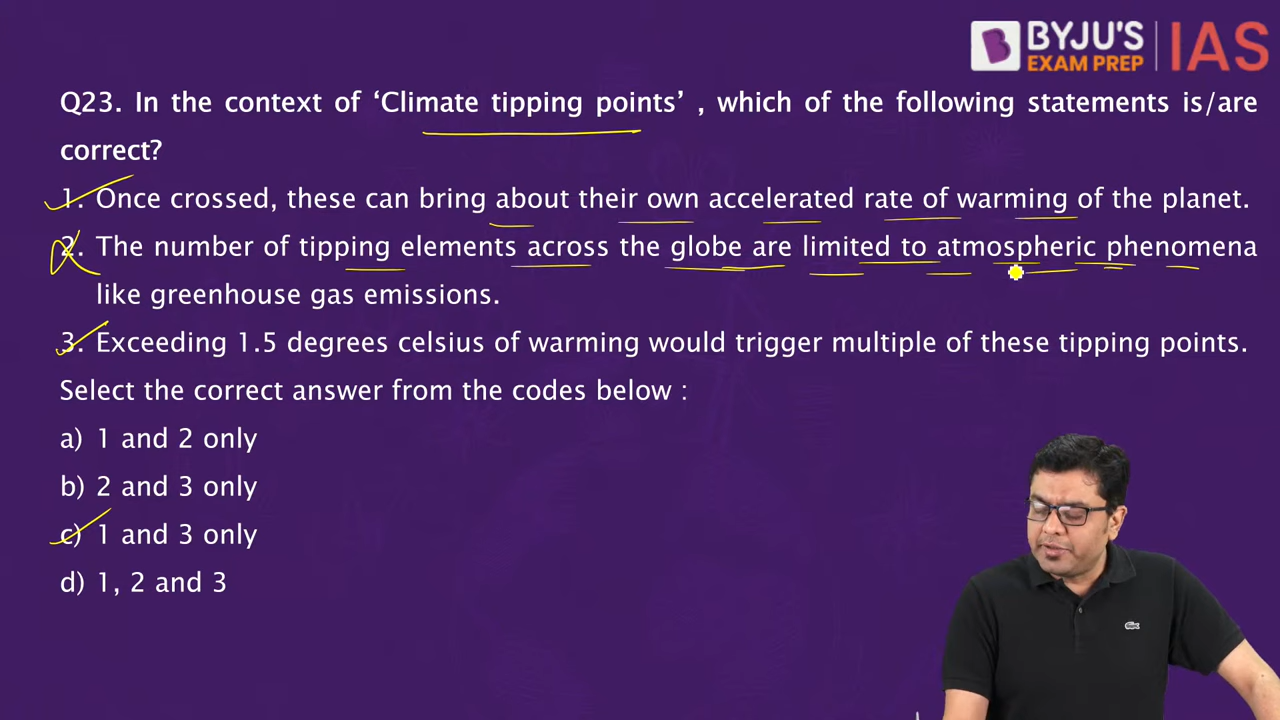 BYJU'S
EXAM PREP
IAS
Q23. In the context of ‘Climate tipping points’ , which of the following statements is/are
correct?
1. Once crossed, these can bring about their own accelerated rate of warming of the planet.
2. The number of tipping elements across the globe are limited to atmospheric phenomena
like greenhouse gas emissions.
3. Exceeding 1.5 degrees celsius of warming would trigger multiple of these tipping points.
Select the correct answer from the codes below :
a) 1 and 2 only
b) 2 and 3 only
c) 1 and 3 only
d) 1, 2 and 3